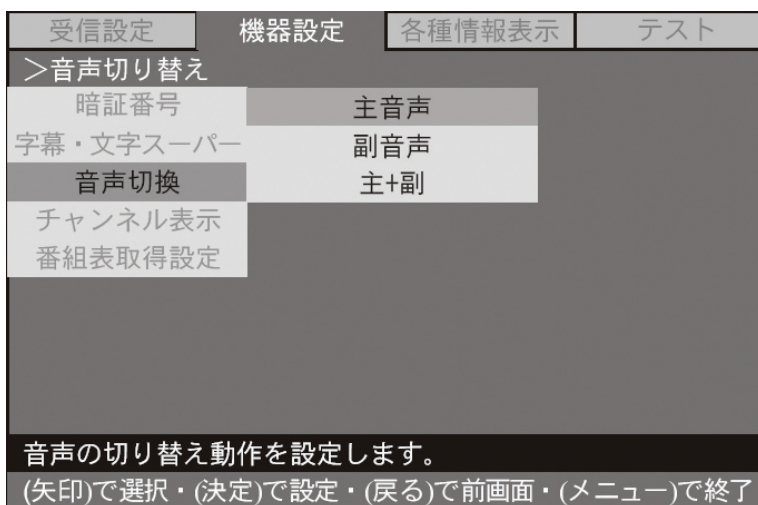 受信設定 機器設定 各種情報表示 テスト
＞音声切り替え
暗証番号 主音声
字幕・文字スーパー 副音声
音声切換 主+副
チャンネル表示
番組表取得設定
音声の切り替え動作を設定します。
(矢印)で選択・(決定)で設定・(戻る)で前画面・(メニュー)で終了